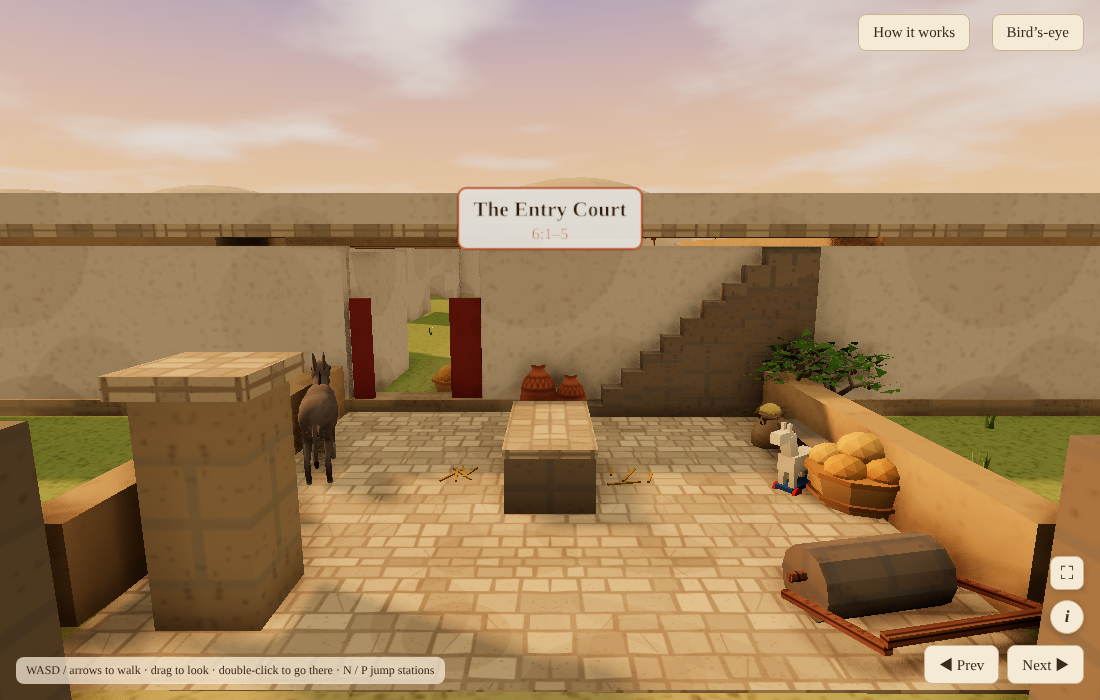 How it works
Bird’s-eye
The Entry Court
6:1–5
i
WASD / arrows to walk · drag to look · double-click to go there · N / P jump stations
◀ Prev
Next ▶